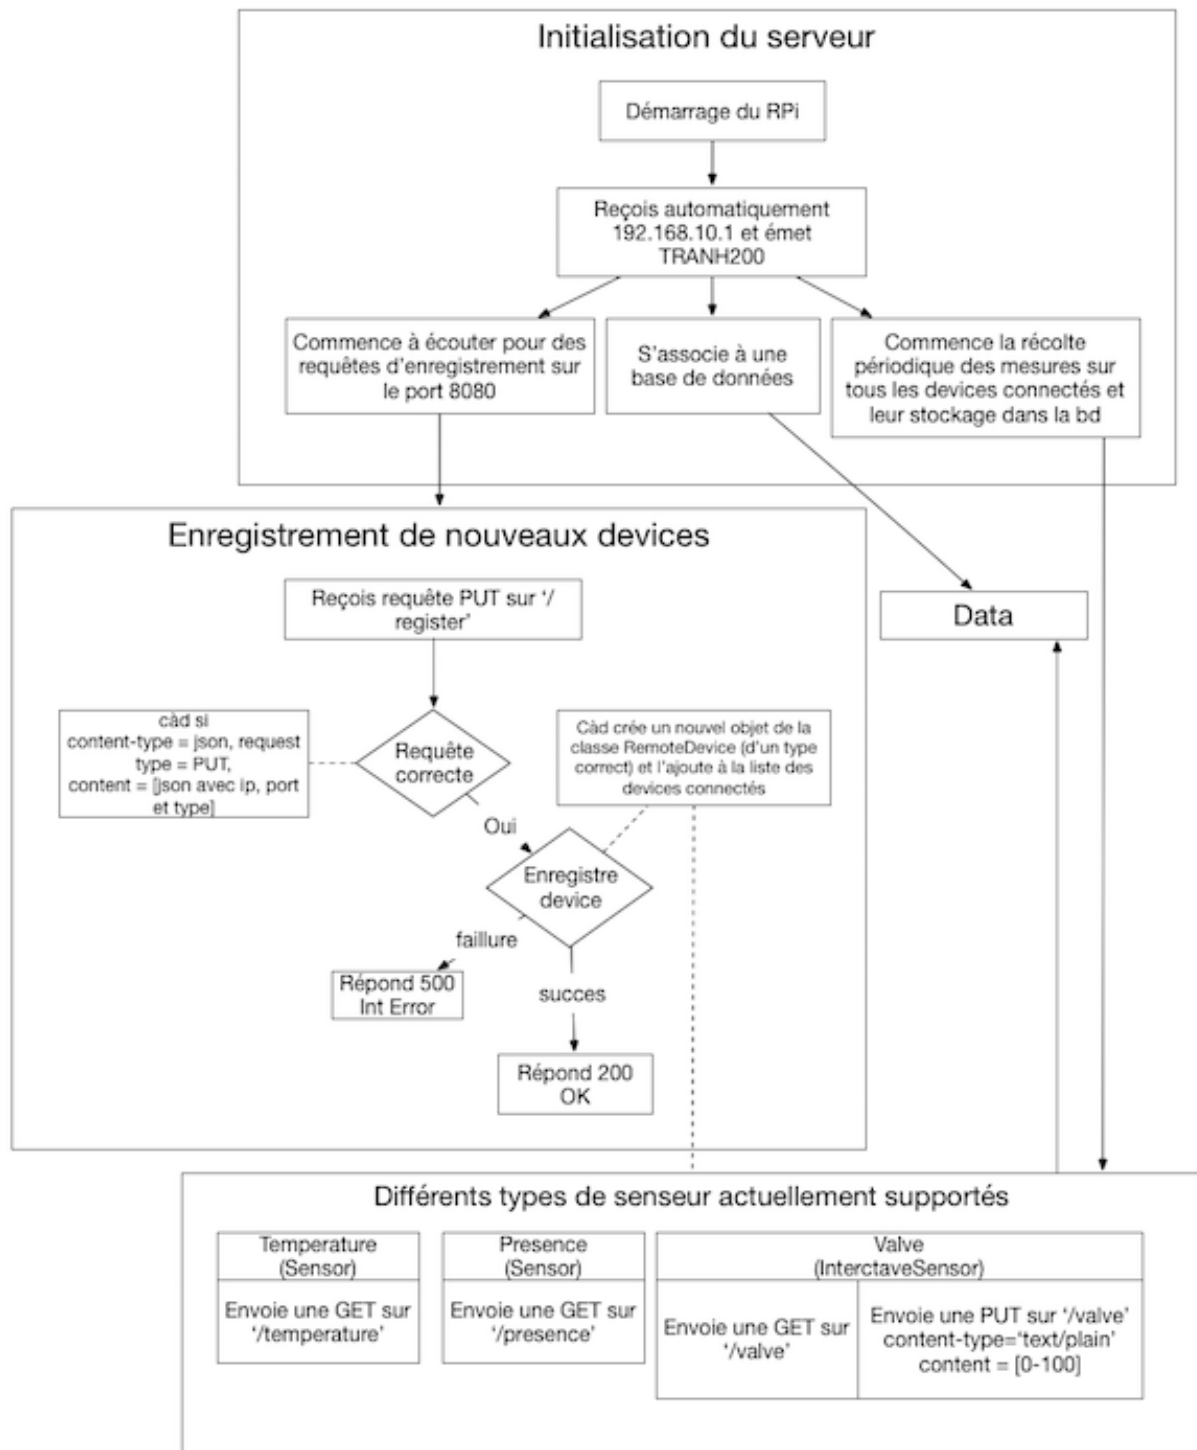 Initialisation du serveur
Démarrage du RPi
Reçois automatiquement
192.168.10.1 et émet
TRANH200
Commence à écouter pour des
requêtes d'enregistrement sur
le port 8080
S'associe à une
base de données
Commence la récolte
périodique des mesures sur
tous les devices connectés et
leur stockage dans la bd
Enregistrement de nouveaux devices
Reçois requête PUT sur ‘/
register’
Data
càd si
content-type = json, request
type = PUT,
content = [json avec ip, port
et type]
Requête
correcte
Càd crée un nouvel objet de la
classe RemoteDevice (d'un type
correct) et l'ajoute à la liste des
devices connectés
Oui
Enregistre
device
faillure
Répond 500
Int Error
succes
Répond 200
OK
Différents types de senseur actuellement supportés
Temperature
(Sensor)
Envoie une GET sur
‘/temperature’
Presence
(Sensor)
Envoie une GET sur
‘/presence’
Valve
(InterctaveSensor)
Envoie une GET sur
‘/valve’
Envoie une PUT sur ‘/valve’
content-type=‘text/plain’
content = [0-100]